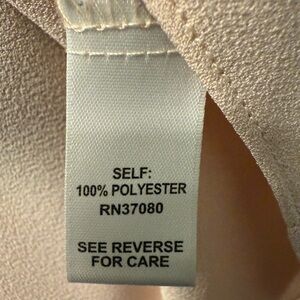 SELF:
100% POLYESTER
RN37080
SEE REVERSE
FOR CARE